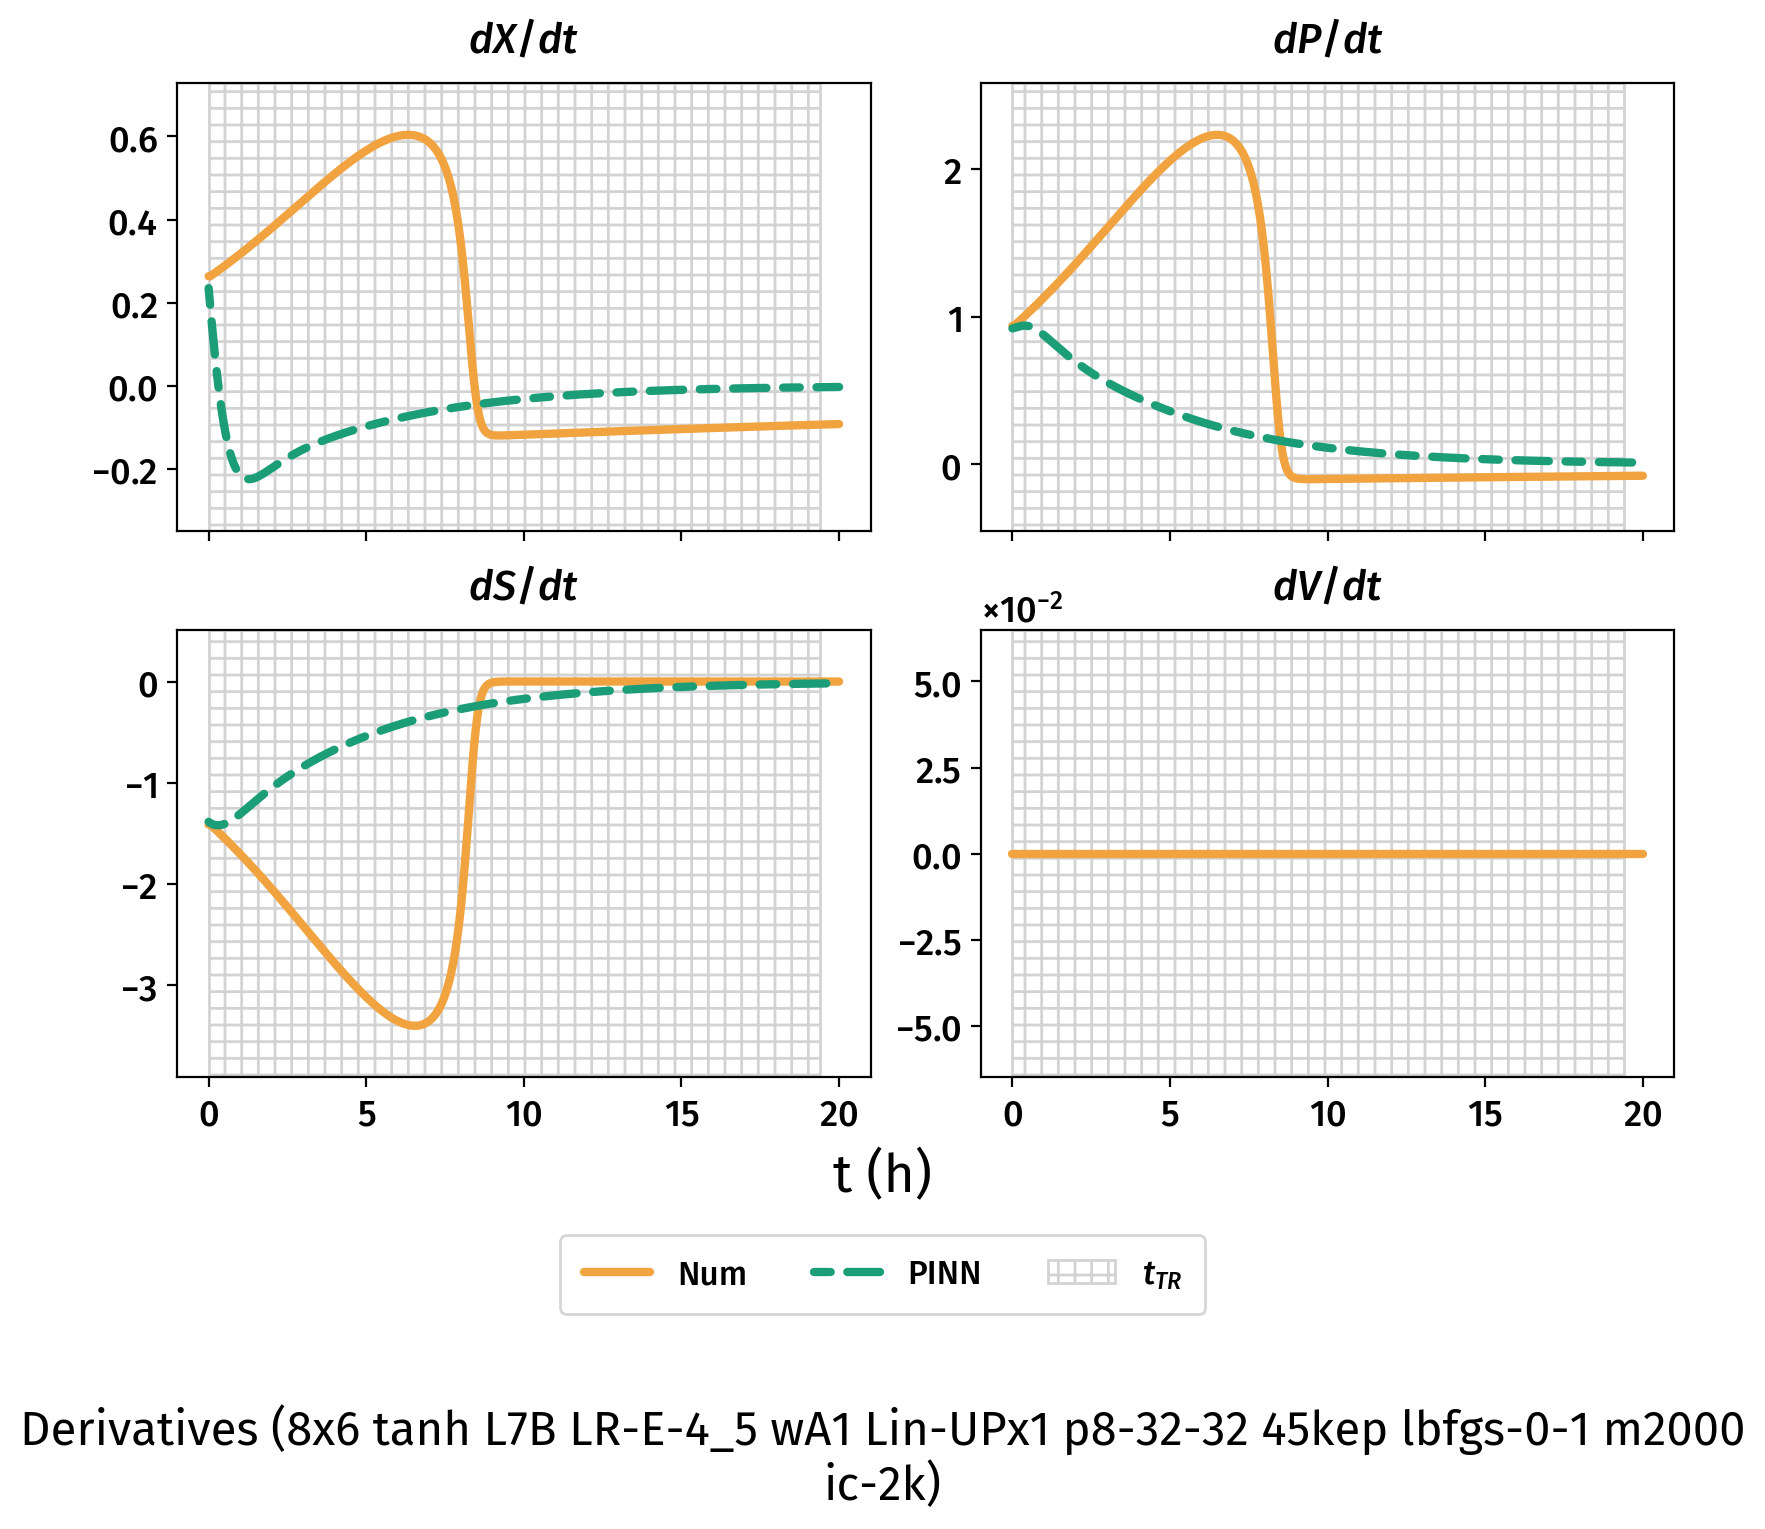 dX/dt
dP/dt
0.6
0.4
0.2
0.0
−0.2
2
1
0
dS/dt
dV/dt
×10⁻²
0
−1
−2
−3
5.0
2.5
0.0
−2.5
−5.0
0 5 10 15 20
0 5 10 15 20
t (h)
Num PINN t_TR
Derivatives (8x6 tanh L7B LR-E-4_5 wA1 Lin-UPx1 p8-32-32 45kep lbfgs-0-1 m2000
ic-2k)